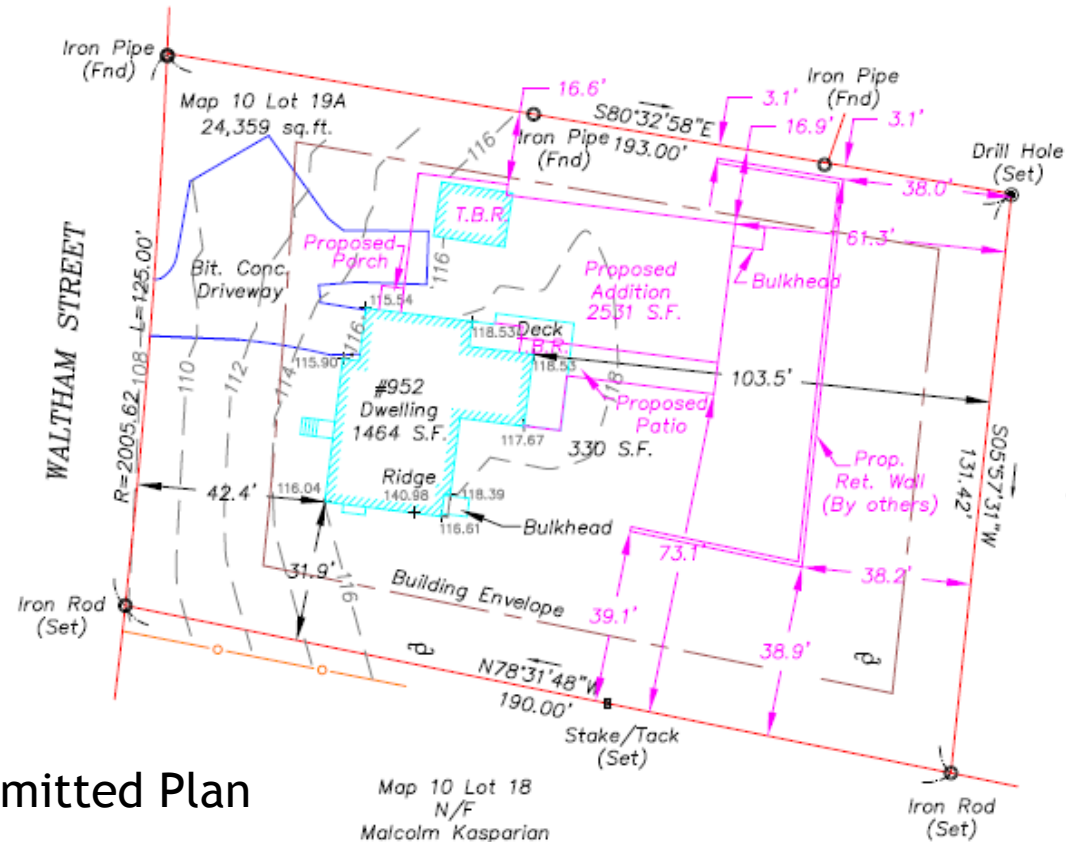 Iron Pipe
(Fnd)
Map 10 Lot 19A
24,359 sq.ft.
16.6'
S80°32'58"E
193.00'
Iron Pipe
(Fnd)
3.1'
16.9'
Iron Pipe
(Fnd)
3.1'
Drill Hole
(Set)
38.0'
61.3'
116
T.B.R.
116
Proposed
Porch
Bit. Conc.
Driveway
WALTHAM STREET
R=2005.62
L=125.00'
108
110
112
114
116
115.54
115.90
118.53
Deck
T.B.R.
118.53
118
Proposed
Addition
2531 S.F.
Bulkhead
103.5'
#952
Dwelling
1464 S.F.
Proposed
Patio
330 S.F.
117.67
Ridge
140.98
118.39
116.61
Bulkhead
42.4'
116.04
31.9'
116
Building Envelope
Prop.
Ret. Wall
(By others)
S05°57'31"W
131.42'
73.1'
39.1'
38.2'
38.9'
Iron Rod
(Set)
N78°31'48"W
190.00'
Stake/Tack
(Set)
Iron Rod
(Set)
mitted Plan
Map 10 Lot 18
N/F
Malcolm Kasparian